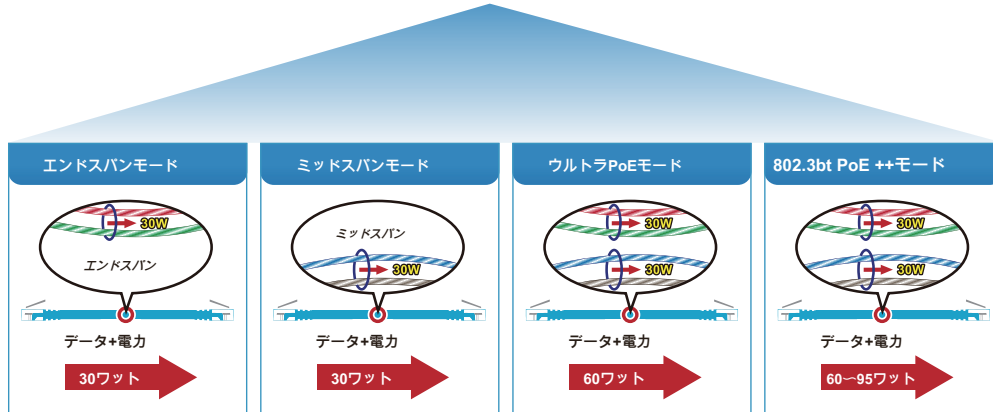 エンドスパンモード
30W
エンドスパン
データ+電力
30ワット
ミッドスパンモード
ミッドスパン
30W
データ+電力
30ワット
ウルトラPoEモード
30W
30W
データ+電力
60ワット
802.3bt PoE ++モード
30W
30W
データ+電力
60～95ワット